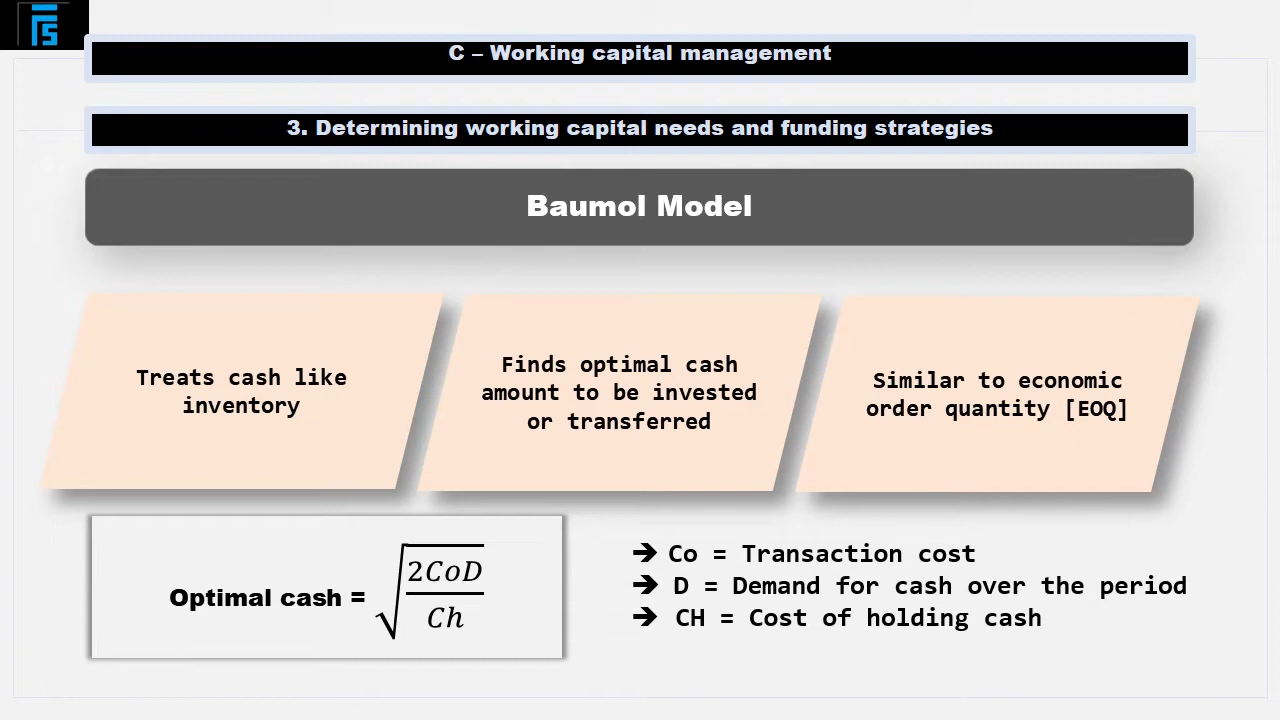 C – Working capital management
3. Determining working capital needs and funding strategies
Baumol Model
Treats cash like
inventory
Finds optimal cash
amount to be invested
or transferred
Similar to economic
order quantity [EOQ]
Optimal cash = √(2CoD / Ch)
➔ Co = Transaction cost
➔ D = Demand for cash over the period
➔ CH = Cost of holding cash